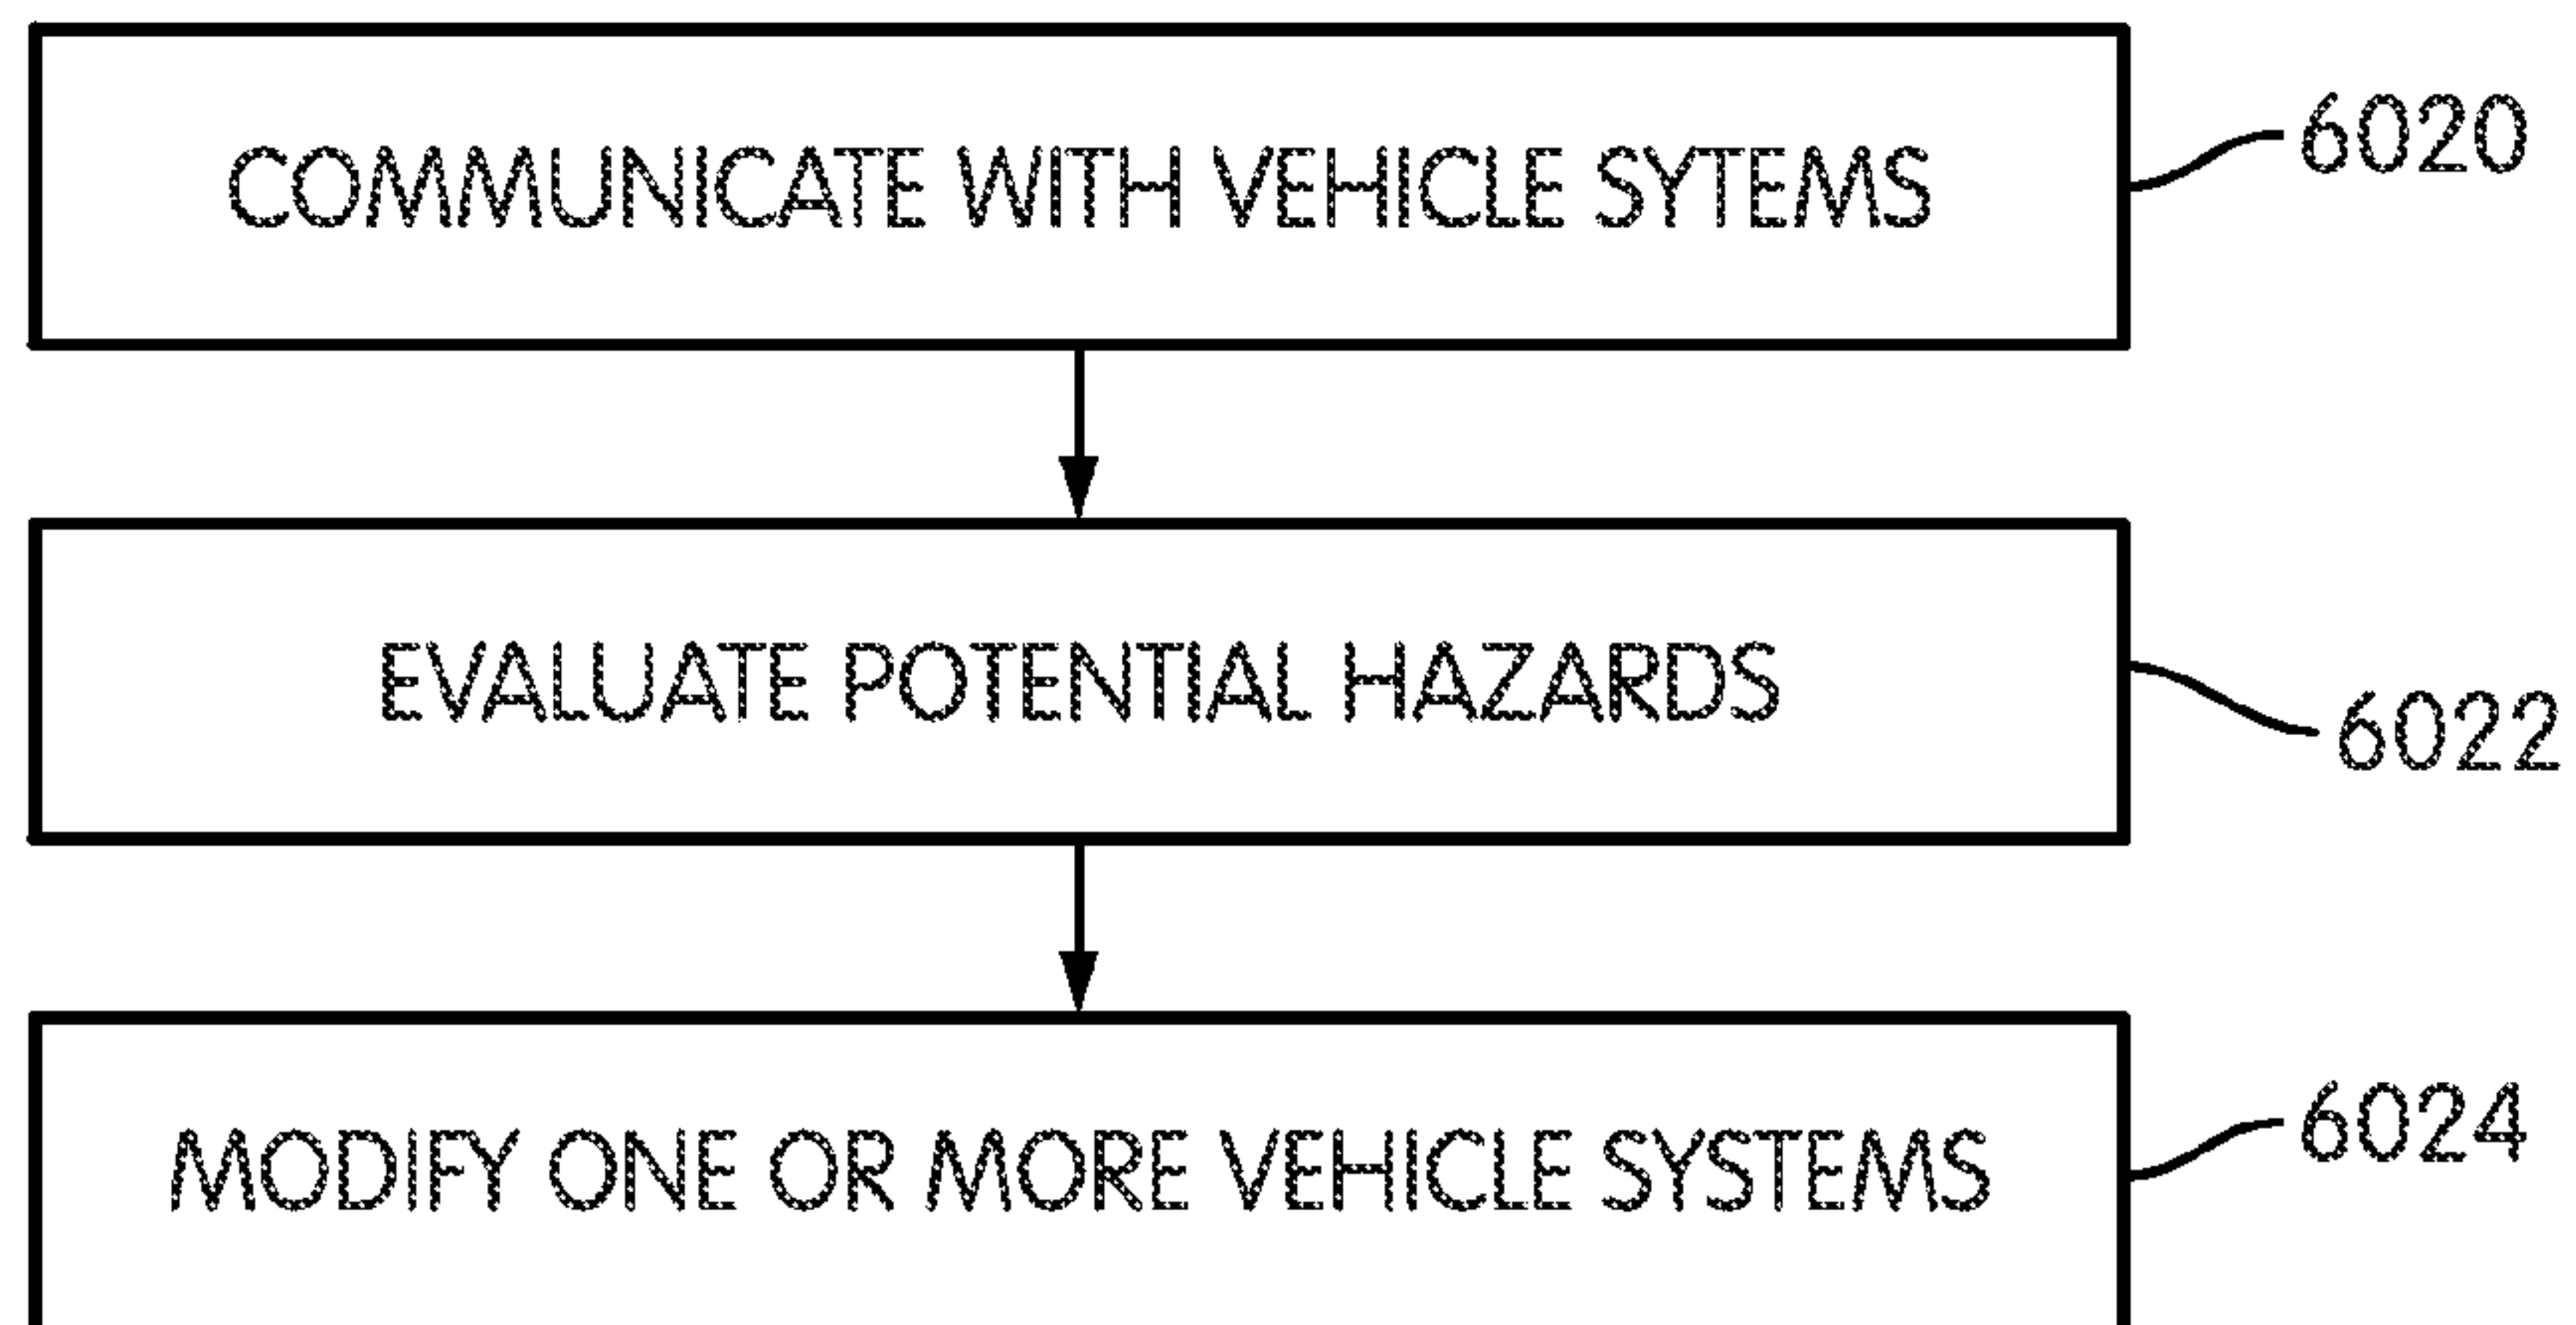 COMMUNICATE WITH VEHICLE SYTEMS
6020
EVALUATE POTENTIAL HAZARDS
6022
MODIFY ONE OR MORE VEHICLE SYSTEMS
6024